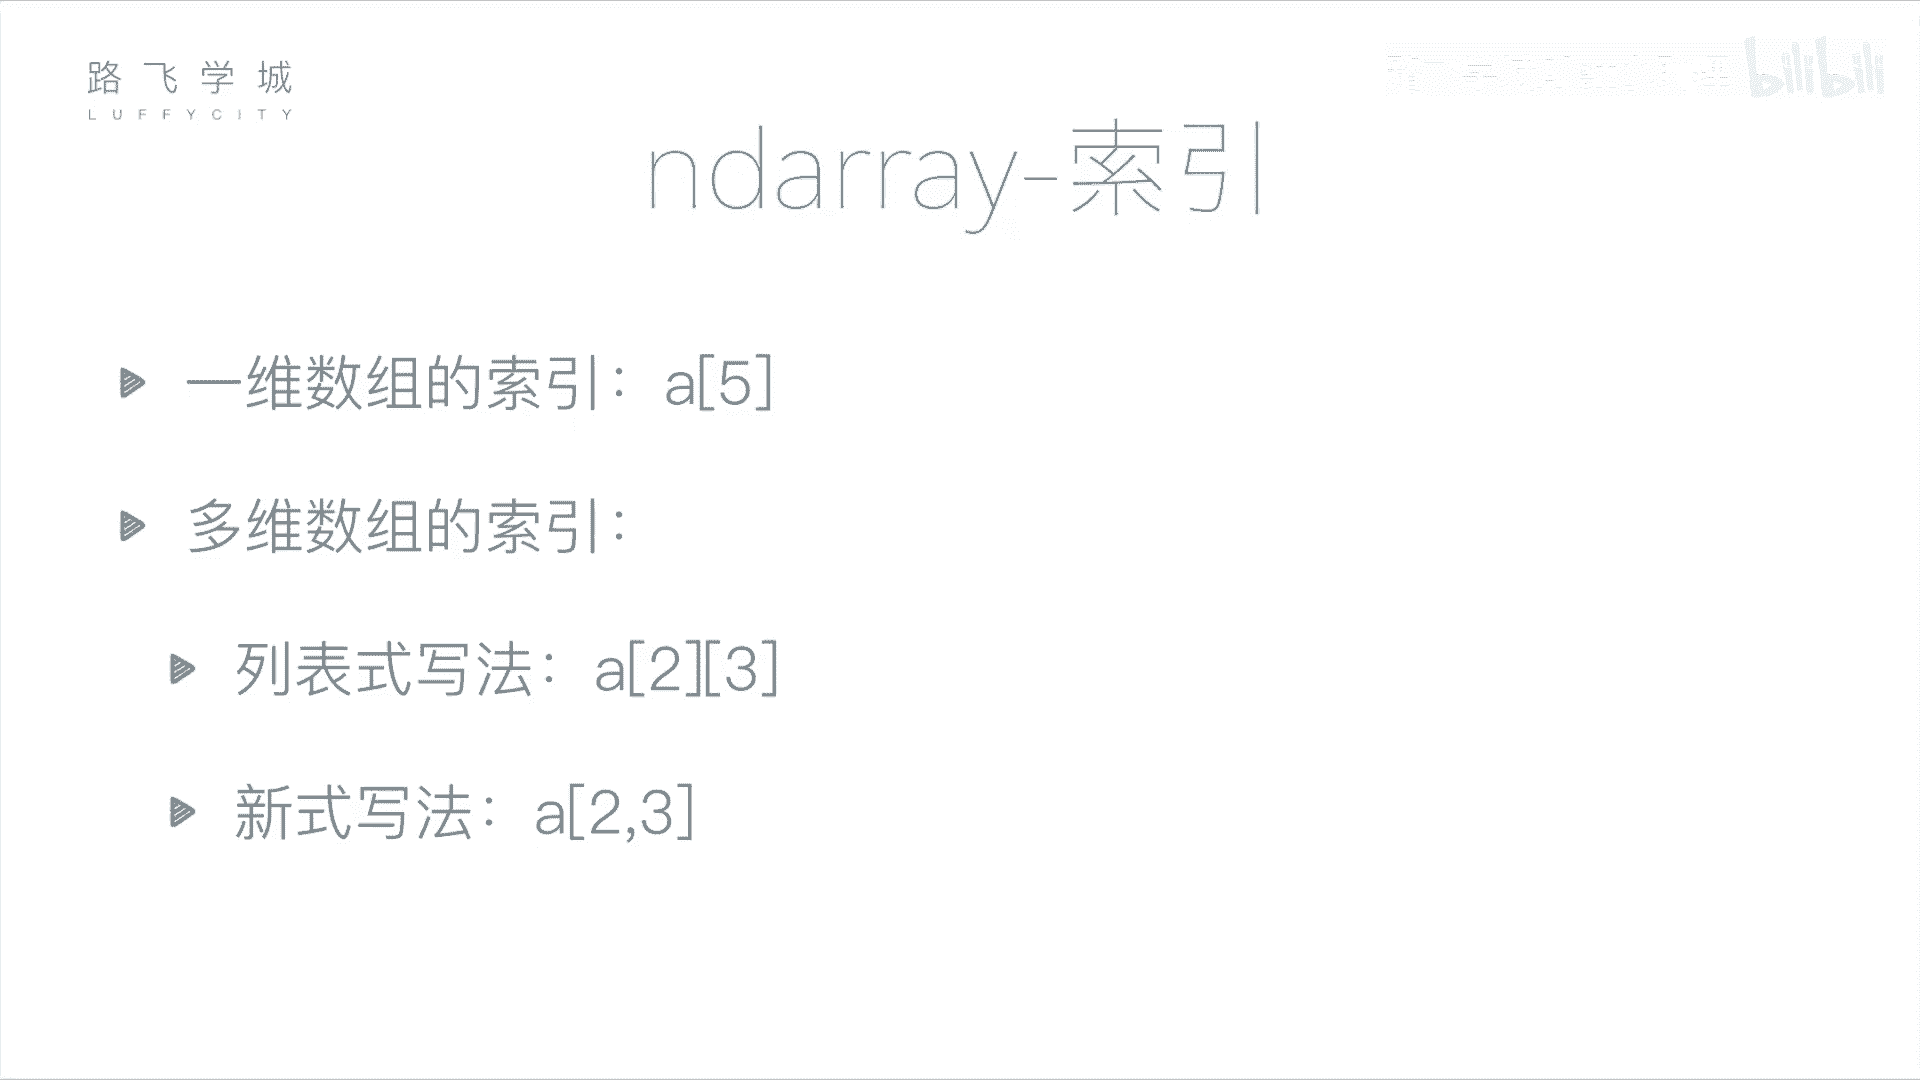 路飞学城
LUFFYCITY
bilibili
ndarray-索引
一维数组的索引：a[5]
多维数组的索引：
列表式写法：a[2][3]
新式写法：a[2,3]